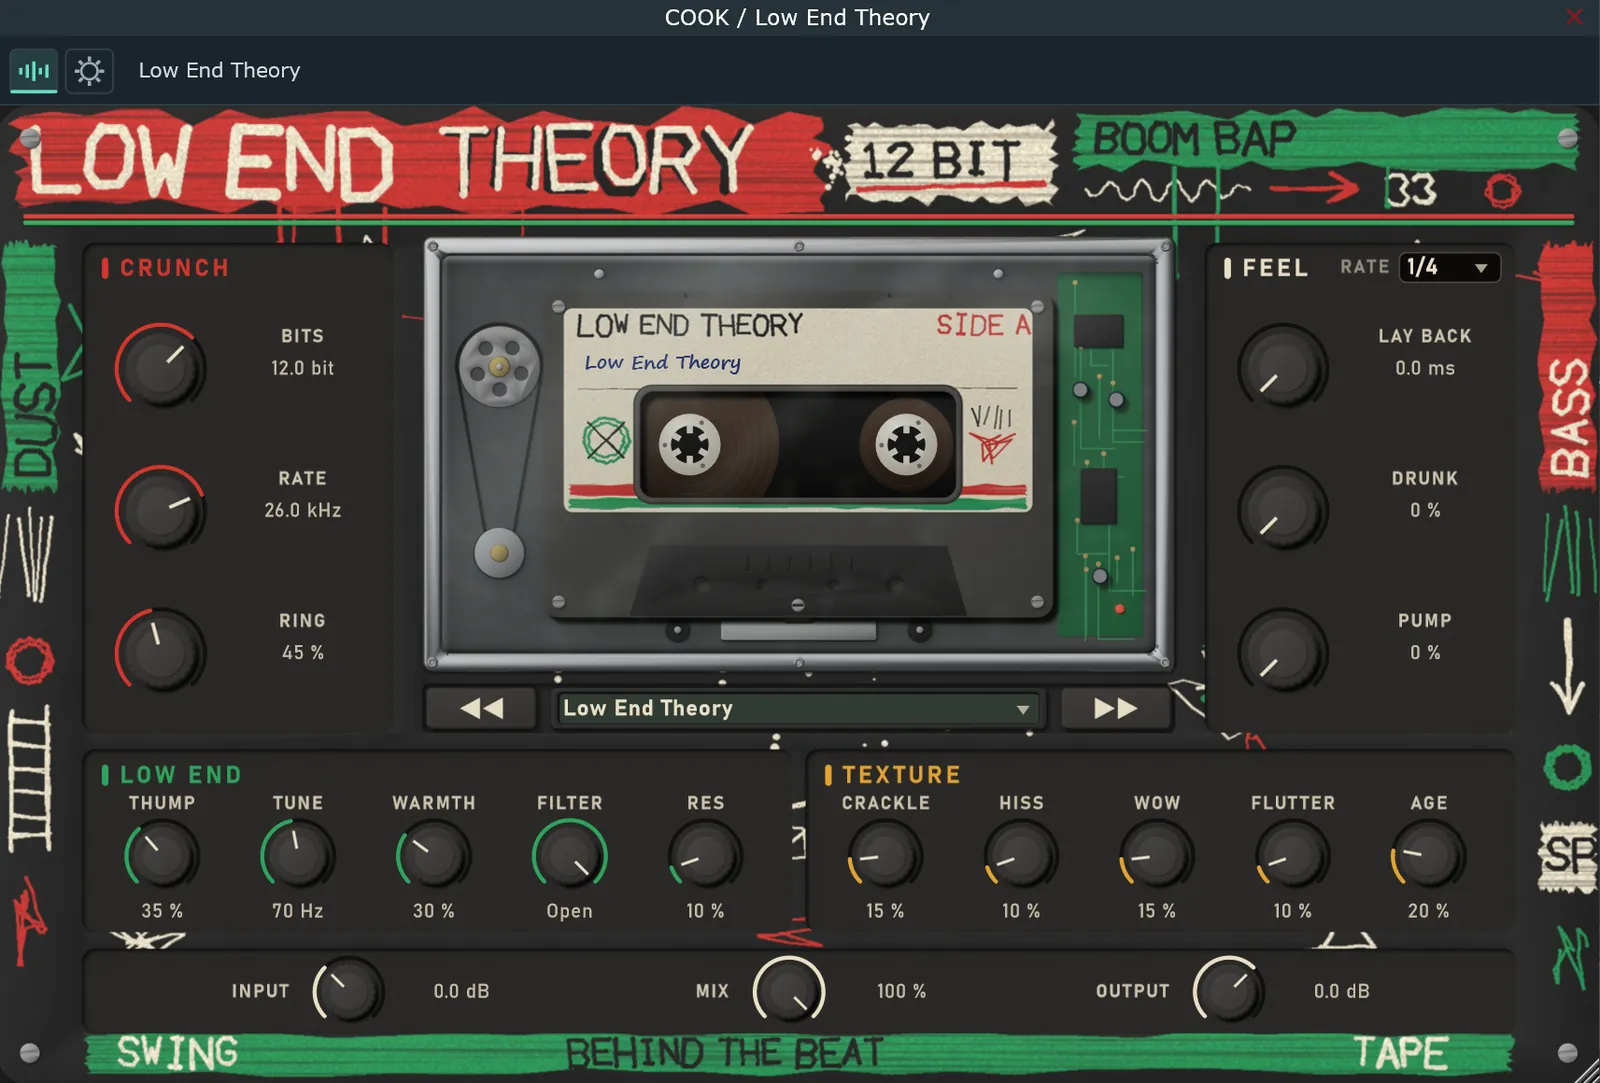 COOK / Low End Theory
Low End Theory
LOW END THEORY
12 BIT
BOOM BAP
33
DUST
BASS
SP
CRUNCH
BITS
12.0 bit
RATE
26.0 kHz
RING
45 %
LOW END THEORY
SIDE A
Low End Theory
Low End Theory
FEEL
RATE 1/4
LAY BACK
0.0 ms
DRUNK
0 %
PUMP
0 %
LOW END
THUMP TUNE WARMTH FILTER RES
35 % 70 Hz 30 % Open 10 %
TEXTURE
CRACKLE HISS WOW FLUTTER AGE
15 % 10 % 15 % 10 % 20 %
INPUT 0.0 dB MIX 100 % OUTPUT 0.0 dB
SWING BEHIND THE BEAT TAPE